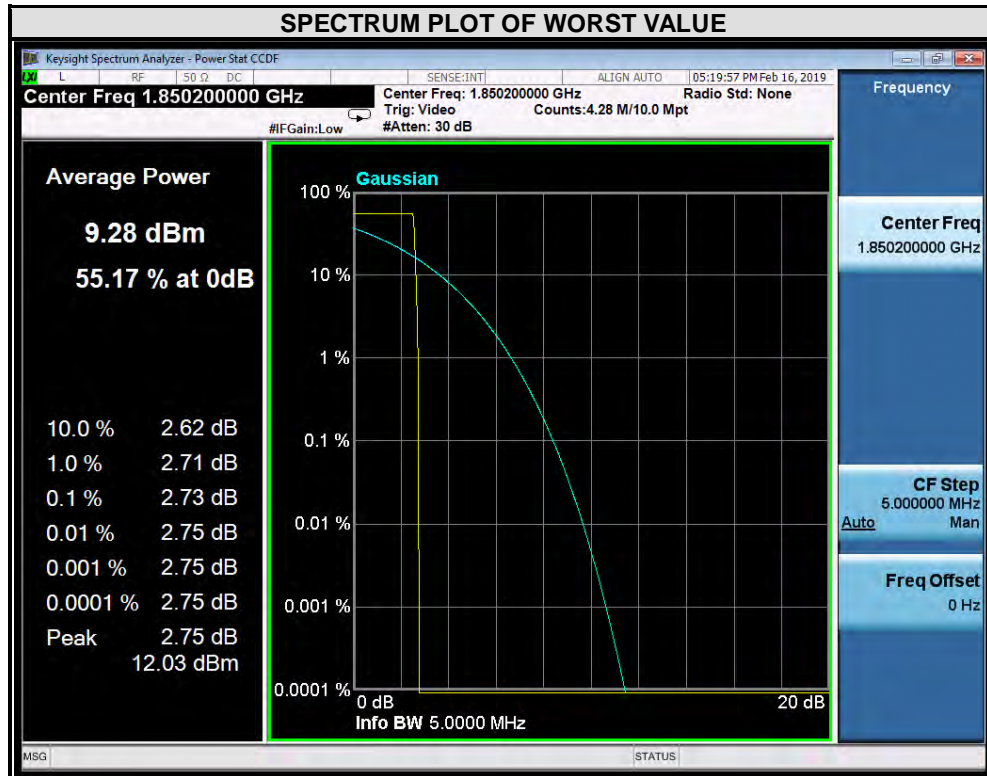 SPECTRUM PLOT OF WORST VALUE
Keysight Spectrum Analyzer - Power Stat CCDF
LXI L RF 50 Ω DC SENSE:INT ALIGN AUTO 05:19:57 PM Feb 16, 2019
Center Freq 1.850200000 GHz
Center Freq: 1.850200000 GHz Radio Std: None
Trig: Video Counts:4.28 M/10.0 Mpt
#IFGain:Low #Atten: 30 dB
Frequency
Average Power
9.28 dBm
55.17 % at 0dB
10.0 % 2.62 dB
1.0 % 2.71 dB
0.1 % 2.73 dB
0.01 % 2.75 dB
0.001 % 2.75 dB
0.0001 % 2.75 dB
Peak 2.75 dB
12.03 dBm
Gaussian
100 %
10 %
1 %
0.1 %
0.01 %
0.001 %
0.0001 %
0 dB 20 dB
Info BW 5.0000 MHz
Center Freq
1.850200000 GHz
CF Step
5.000000 MHz
Auto Man
Freq Offset
0 Hz
MSG STATUS